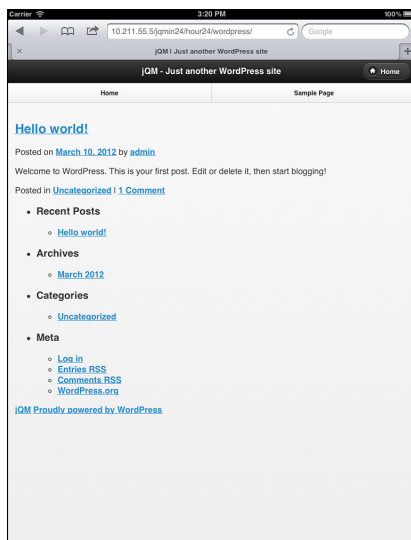 Carrier 3:20 PM 100%
10.211.55.5/jqmin24/hour24/wordpress/ Google
jQM | Just another WordPress site
jQM - Just another WordPress site Home
Home Sample Page
Hello world!
Posted on March 10, 2012 by admin
Welcome to WordPress. This is your first post. Edit or delete it, then start blogging!
Posted in Uncategorized | 1 Comment
Recent Posts
Hello world!
Archives
March 2012
Categories
Uncategorized
Meta
Log in
Entries RSS
Comments RSS
WordPress.org
jQM Proudly powered by WordPress